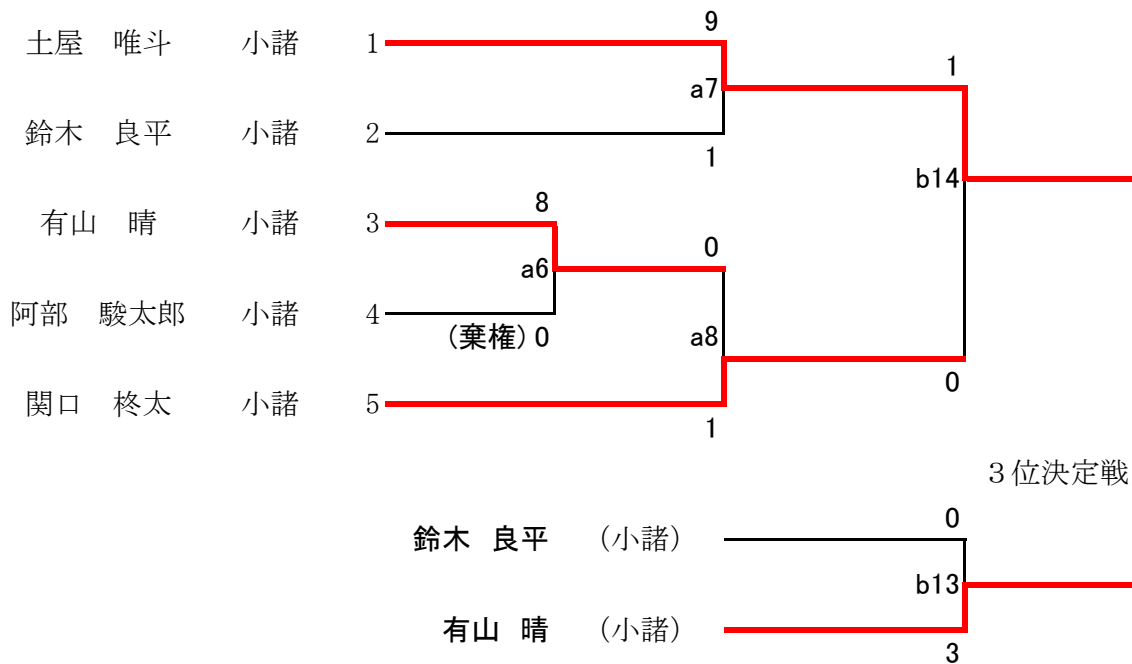 9
土屋　唯斗　　小諸　　1
1
a7
鈴木　良平　　小諸　　2
1
b14
8
有山　晴　　小諸　　3
0
a6
阿部　駿太郎　　小諸　　4
(棄権) 0
a8
0
関口　柊太　　小諸　　5
1
３位決定戦
0
鈴木　良平　（小諸）
b13
有山　晴　（小諸）
3